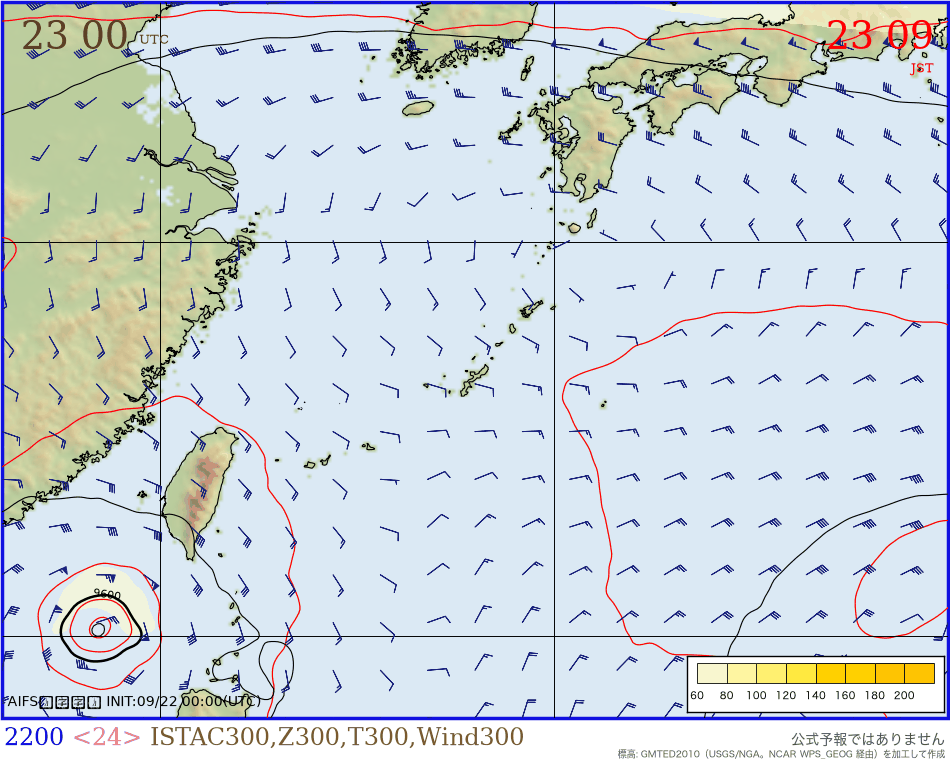 23 00 UTC
23 09
JST
9600
60 80 100 120 140 160 180 200
AIFS INIT:09/22 00:00(UTC)
2200 <24> ISTAC300,Z300,T300,Wind300
公式予報ではありません
標高: GMTED2010（USGS/NGA。NCAR WPS_GEOG 経由）を加工して作成